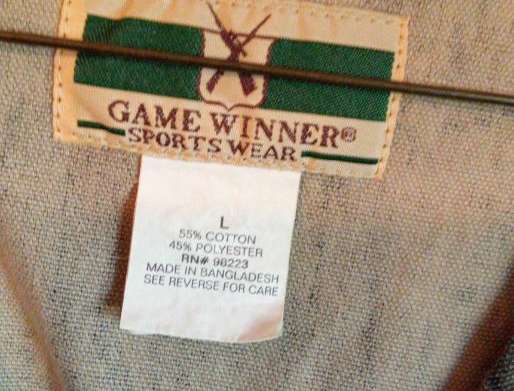 GAME WINNER®
SPORTS WEAR
L
55% COTTON
45% POLYESTER
RN# 98223
MADE IN BANGLADESH
SEE REVERSE FOR CARE